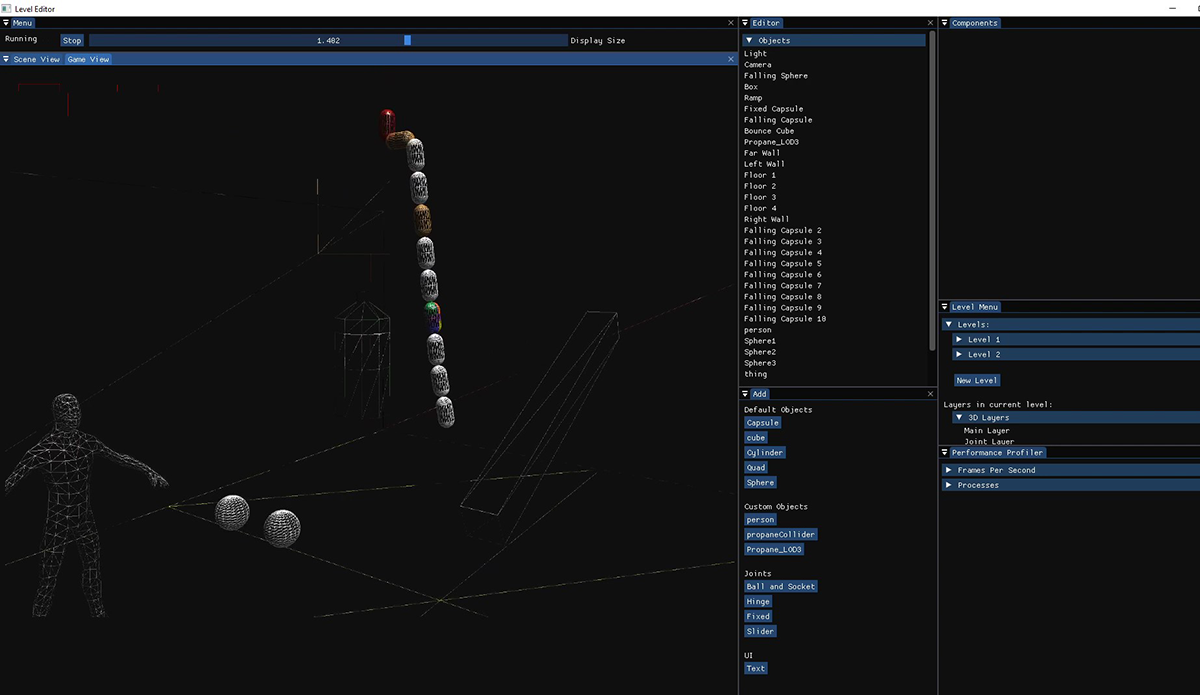 Level Editor
Menu
Running
Stop
1.482
Display Size
Scene View
Game View
Editor
Objects
Light
Camera
Falling Sphere
Box
Ramp
Fixed Capsule
Falling Capsule
Bounce Cube
Propane_LOD3
Far Wall
Left Wall
Floor 1
Floor 2
Floor 3
Floor 4
Right Wall
Falling Capsule 2
Falling Capsule 3
Falling Capsule 4
Falling Capsule 5
Falling Capsule 6
Falling Capsule 7
Falling Capsule 8
Falling Capsule 9
Falling Capsule 10
person
Sphere1
Sphere2
Sphere3
thing
Add
Default Objects
Capsule
cube
Cylinder
Quad
Sphere
Custom Objects
person
propaneCollider
Propane_LOD3
Joints
Ball and Socket
Hinge
Fixed
Slider
UI
Text
Components
Level Menu
Levels:
Level 1
Level 2
New Level
Layers in current level:
3D Layers
Main Layer
Joint Layer
Performance Profiler
Frames Per Second
Processes